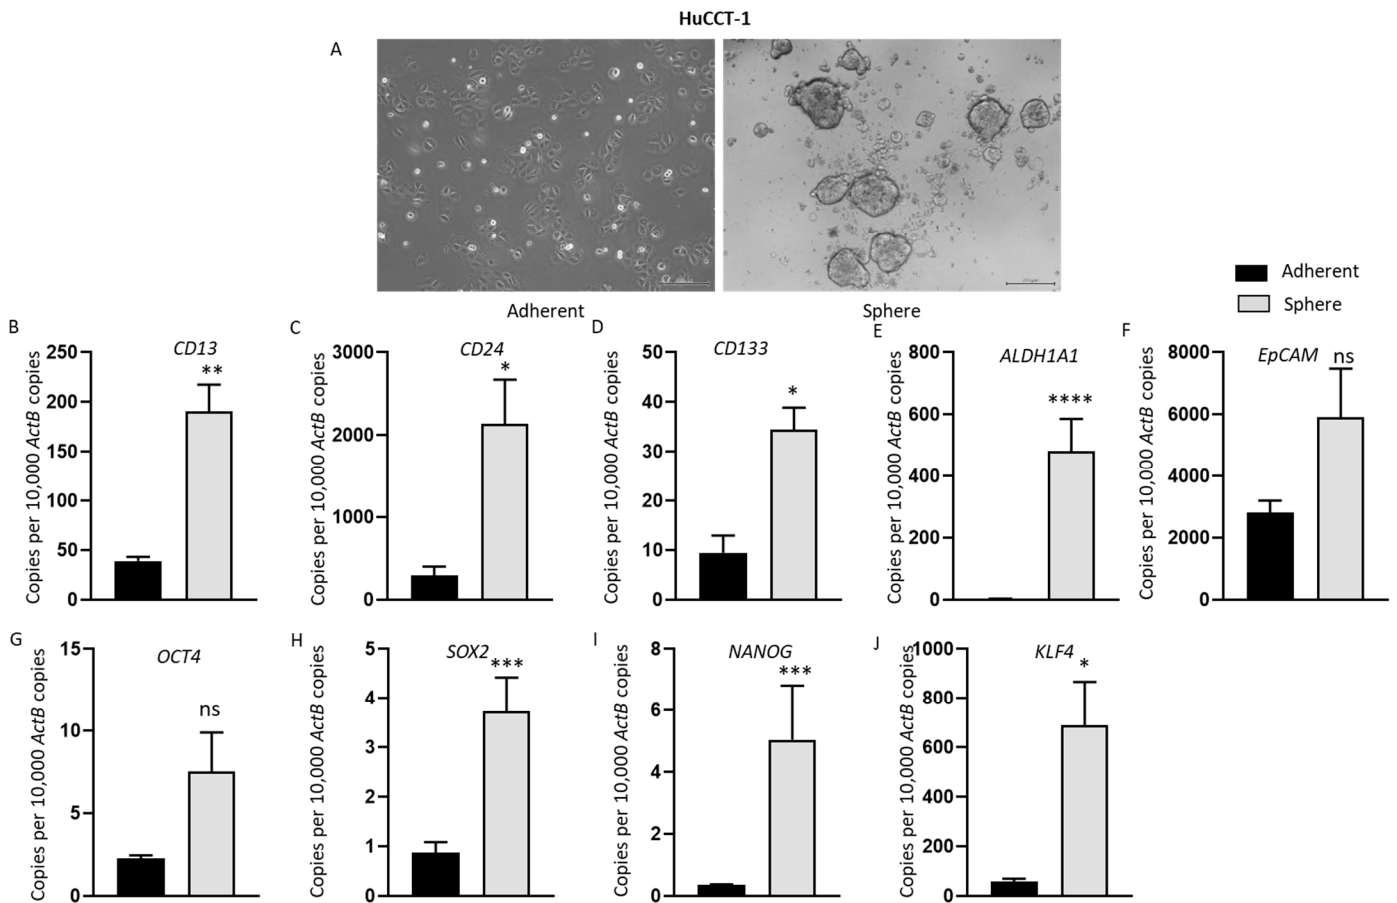 HuCCT-1
A
Adherent
Sphere
Adherent
Sphere
B
CD13
**
Copies per 10,000 ActB copies
250
200
150
100
50
0
C
CD24
*
Copies per 10,000 ActB copies
3000
2000
1000
0
D
CD133
*
Copies per 10,000 ActB copies
50
40
30
20
10
0
E
ALDH1A1
****
Copies per 10,000 ActB copies
800
600
400
200
0
F
EpCAM
ns
Copies per 10,000 ActB copies
8000
6000
4000
2000
0
G
OCT4
ns
Copies per 10,000 ActB copies
15
10
5
0
H
SOX2
***
Copies per 10,000 ActB copies
5
4
3
2
1
0
I
NANOG
***
Copies per 10,000 ActB copies
8
6
4
2
0
J
KLF4
*
Copies per 10,000 ActB copies
1000
800
600
400
200
0